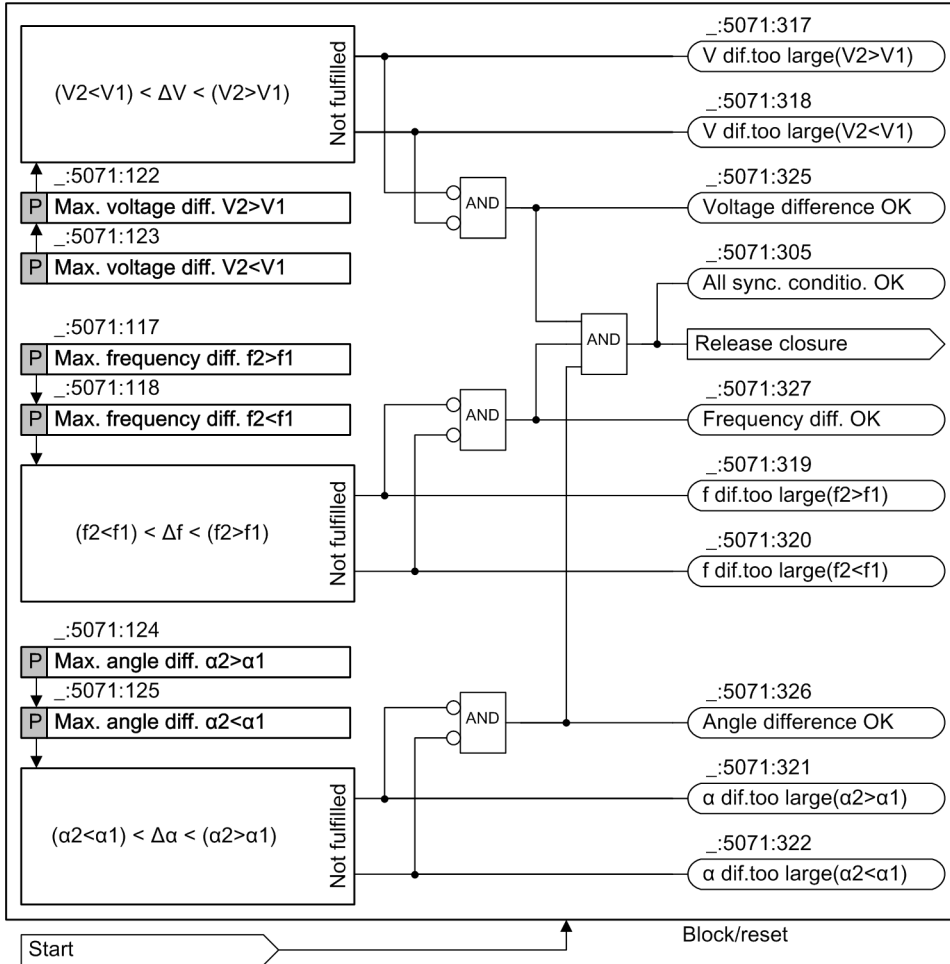 _:5071:317
V dif.too large(V2>V1)
(V2<V1) < ΔV < (V2>V1)
Not fulfilled
_:5071:318
V dif.too large(V2<V1)
_:5071:122
P Max. voltage diff. V2>V1
_:5071:325
AND
Voltage difference OK
_:5071:123
P Max. voltage diff. V2<V1
_:5071:305
All sync. conditio. OK
_:5071:117
P Max. frequency diff. f2>f1
AND
Release closure
_:5071:118
P Max. frequency diff. f2<f1
_:5071:327
AND
Frequency diff. OK
_:5071:319
f dif.too large(f2>f1)
(f2<f1) < Δf < (f2>f1)
Not fulfilled
_:5071:320
f dif.too large(f2<f1)
_:5071:124
P Max. angle diff. α2>α1
_:5071:125
P Max. angle diff. α2<α1
_:5071:326
AND
Angle difference OK
_:5071:321
α dif.too large(α2>α1)
(α2<α1) < Δα < (α2>α1)
Not fulfilled
_:5071:322
α dif.too large(α2<α1)
Block/reset
Start